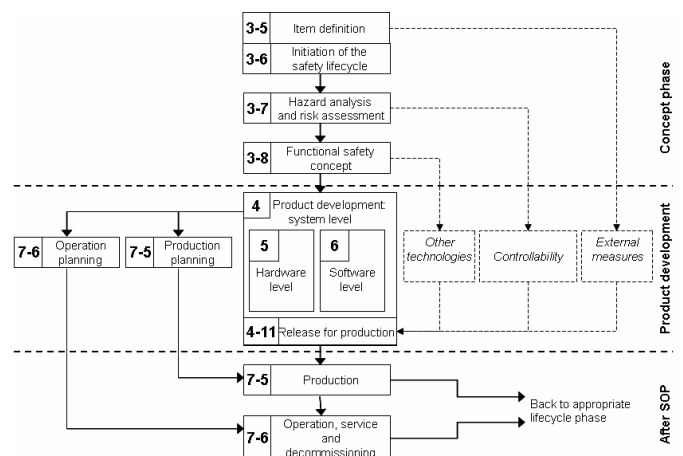 3-5 Item definition
3-6 Initiation of the
safety lifecycle
3-7 Hazard analysis
and risk assessment
3-8 Functional safety
concept
Concept phase
4 Product development:
system level
5
Hardware
level
6
Software
level
7-6 Operation
planning
7-5 Production
planning
Other
technologies
Controllability
External
measures
4-11 Release for production
Product development
7-5 Production
7-6 Operation, service
and
decommissioning
Back to appropriate
lifecycle phase
After SOP